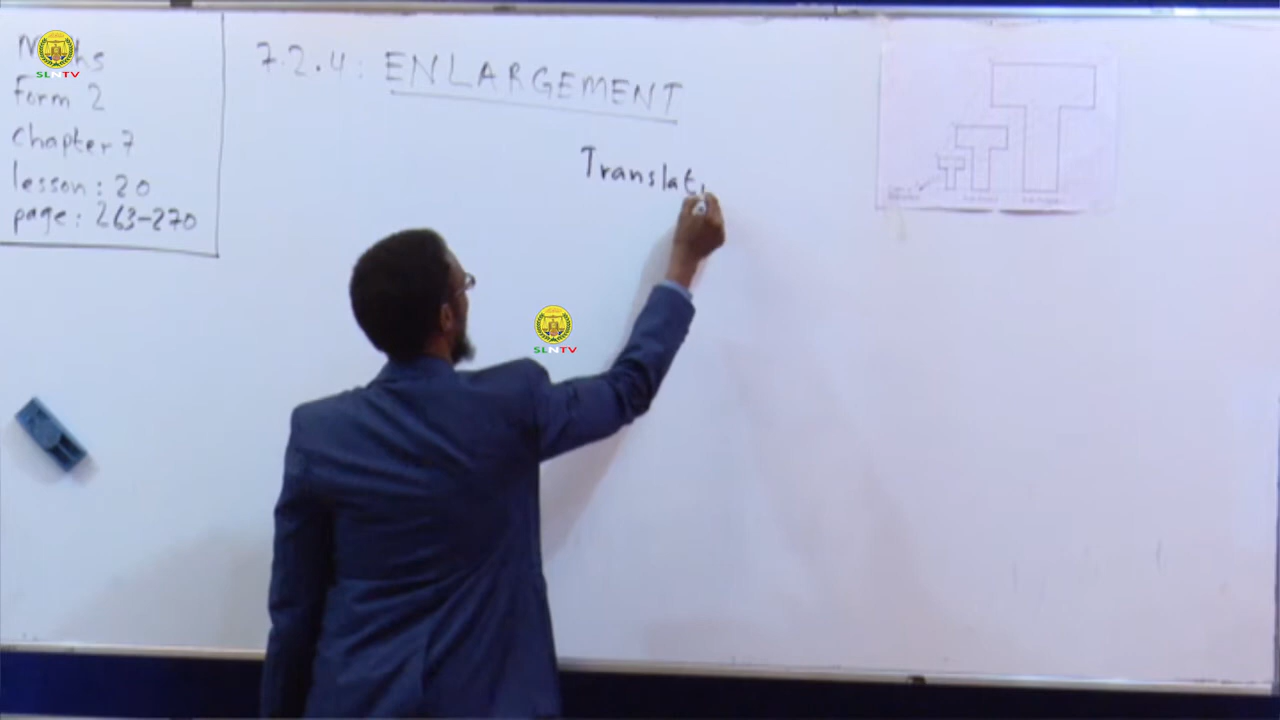 Maths
Form 2
Chapter 7
lesson: 20
page: 263-270
7.2.4: ENLARGEMENT
Translat
SLNTV
SLNTV